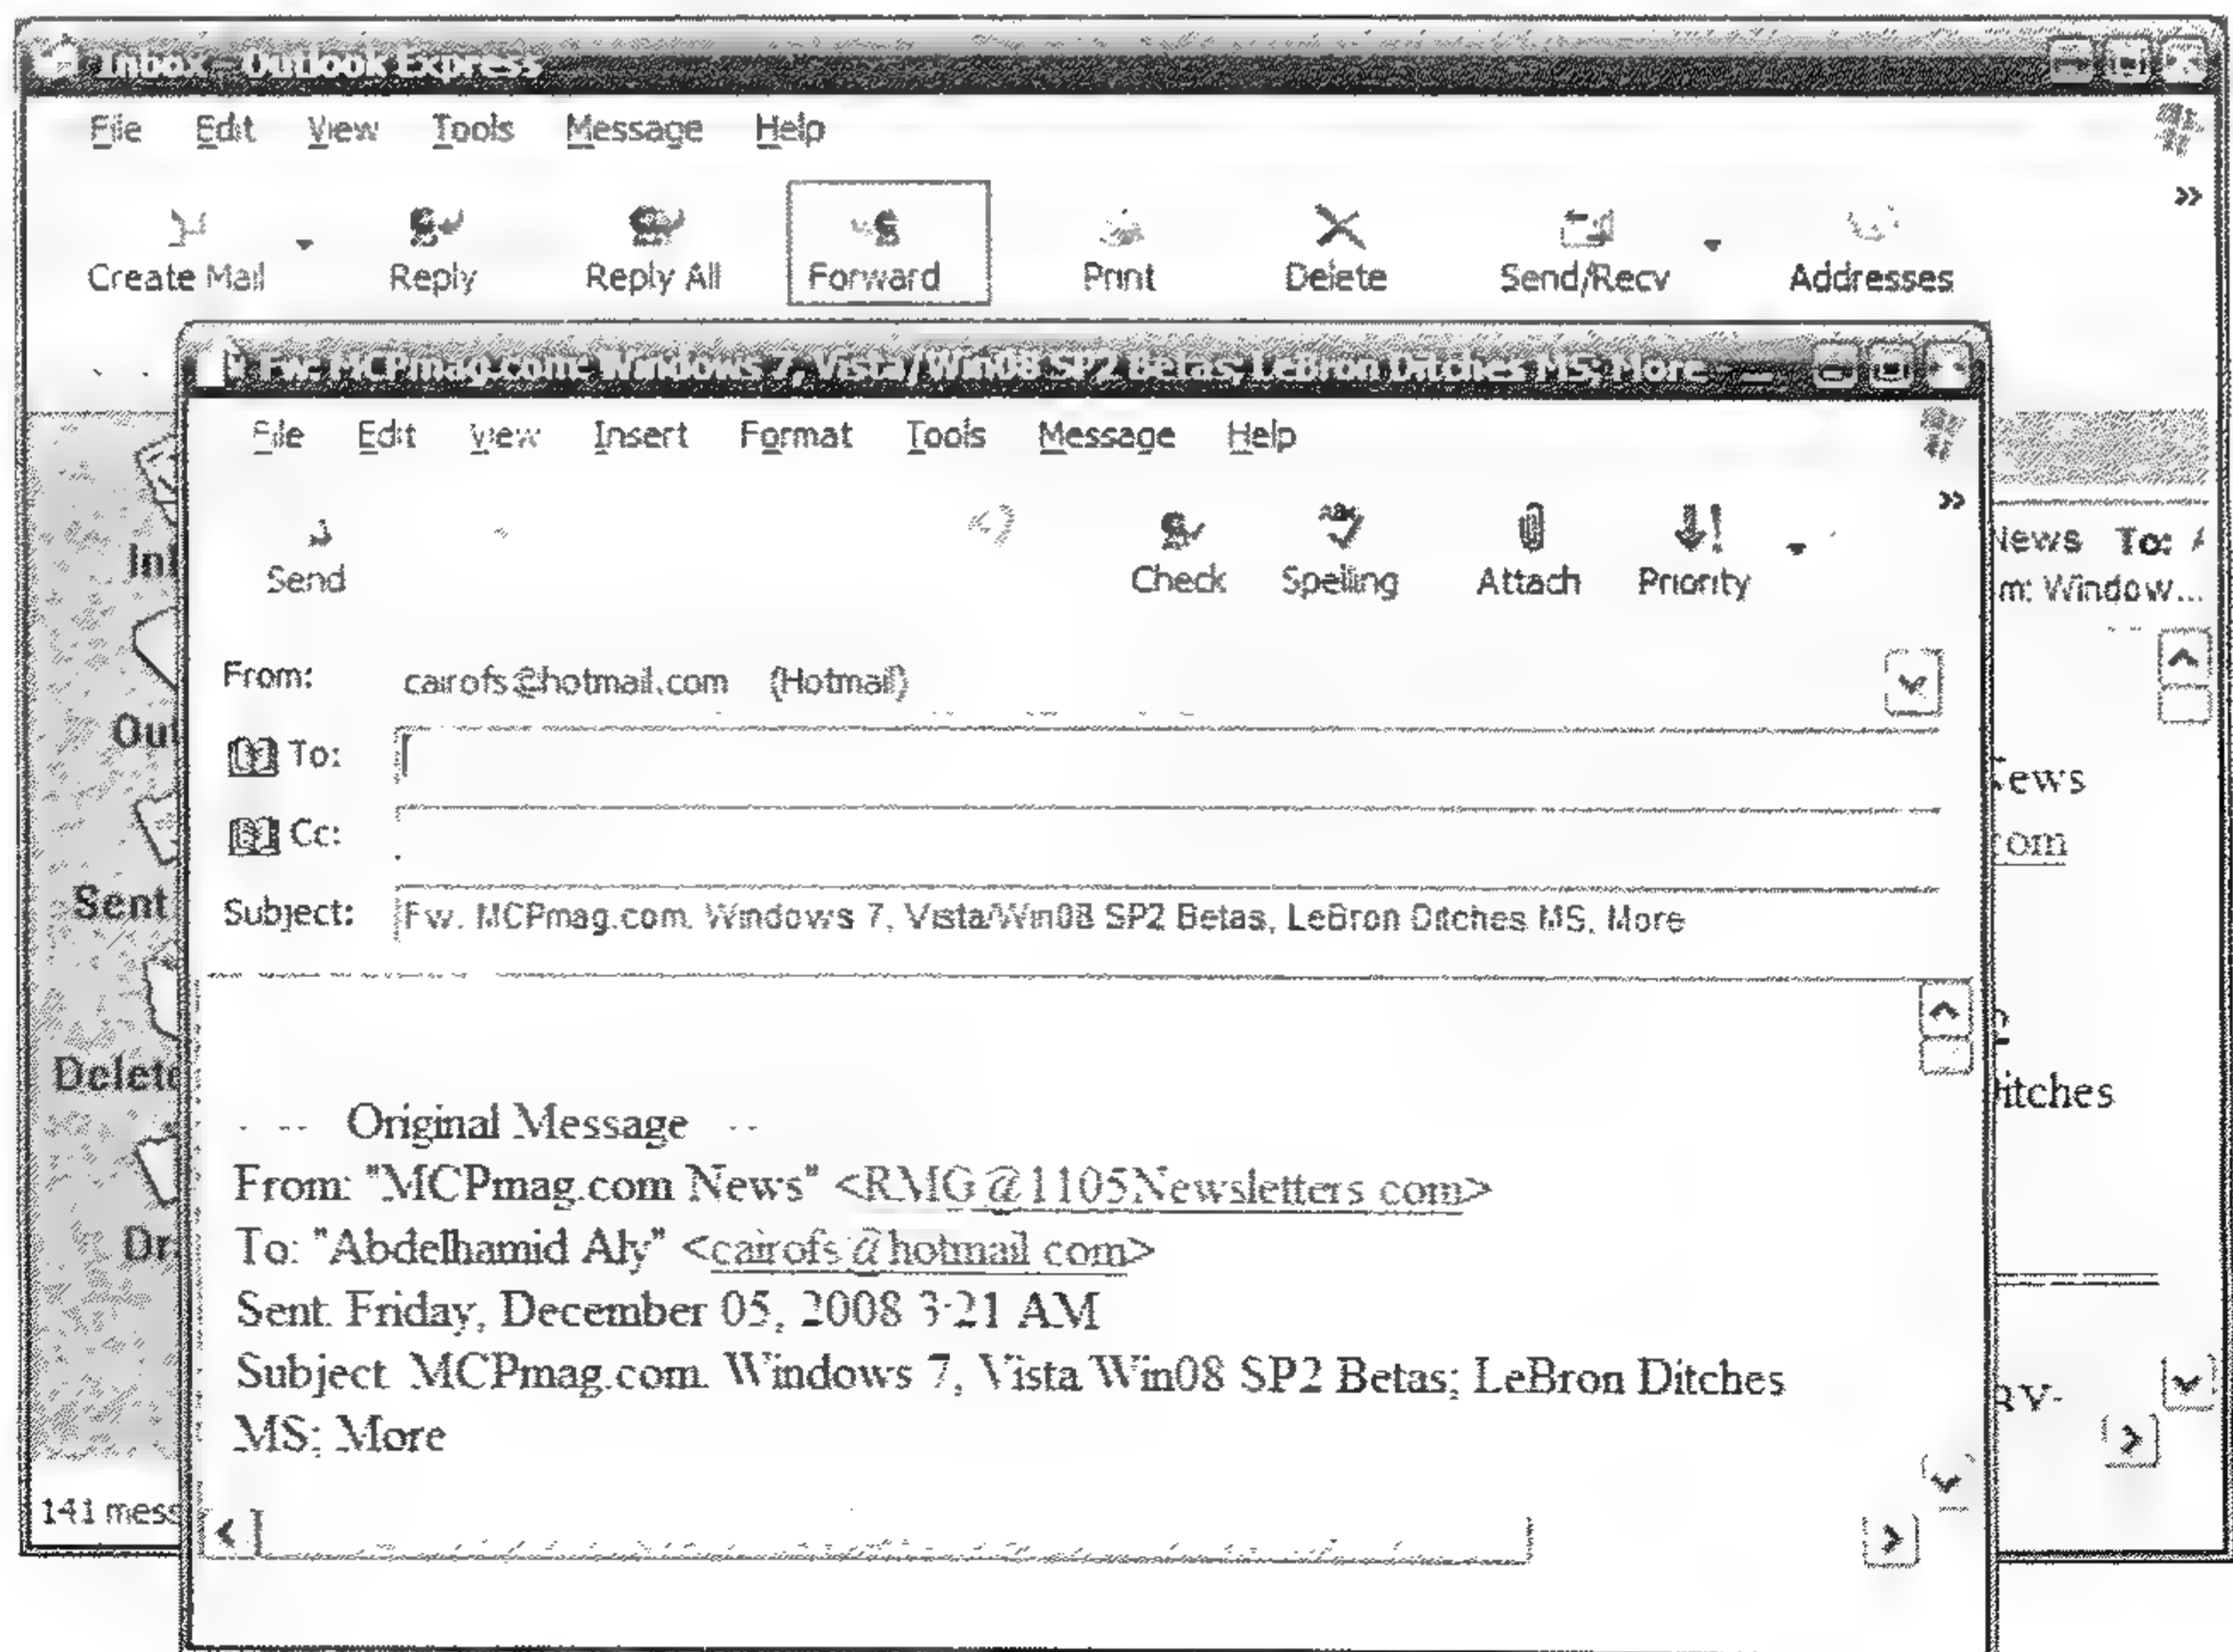 Inbox - Outlook Express
File Edit View Tools Message Help
»
Create Mail Reply Reply All Forward Print Delete Send/Recv Addresses
Fw: MCPmag.com: Windows 7, Vista/Win08 SP2 Betas; LeBron Ditches MS; More
File Edit View Insert Format Tools Message Help
»
Send Check Spelling Attach Priority
News To:
m: Window...
From: cairofs@hotmail.com (Hotmail)
To:
Cc:
Subject: Fw. MCPmag.com. Windows 7, Vista/Win08 SP2 Betas, LeBron Ditches MS, More
ews
om
Sent
Delete
itches
Original Message
From: "MCPmag.com News" <RMG@1105Newsletters com>
To: "Abdelhamid Aly" <cairofs@hotmail com>
Sent. Friday, December 05, 2008 3:21 AM
Subject. MCPmag.com. Windows 7, Vista Win08 SP2 Betas; LeBron Ditches
MS; More
RV-
141 mess